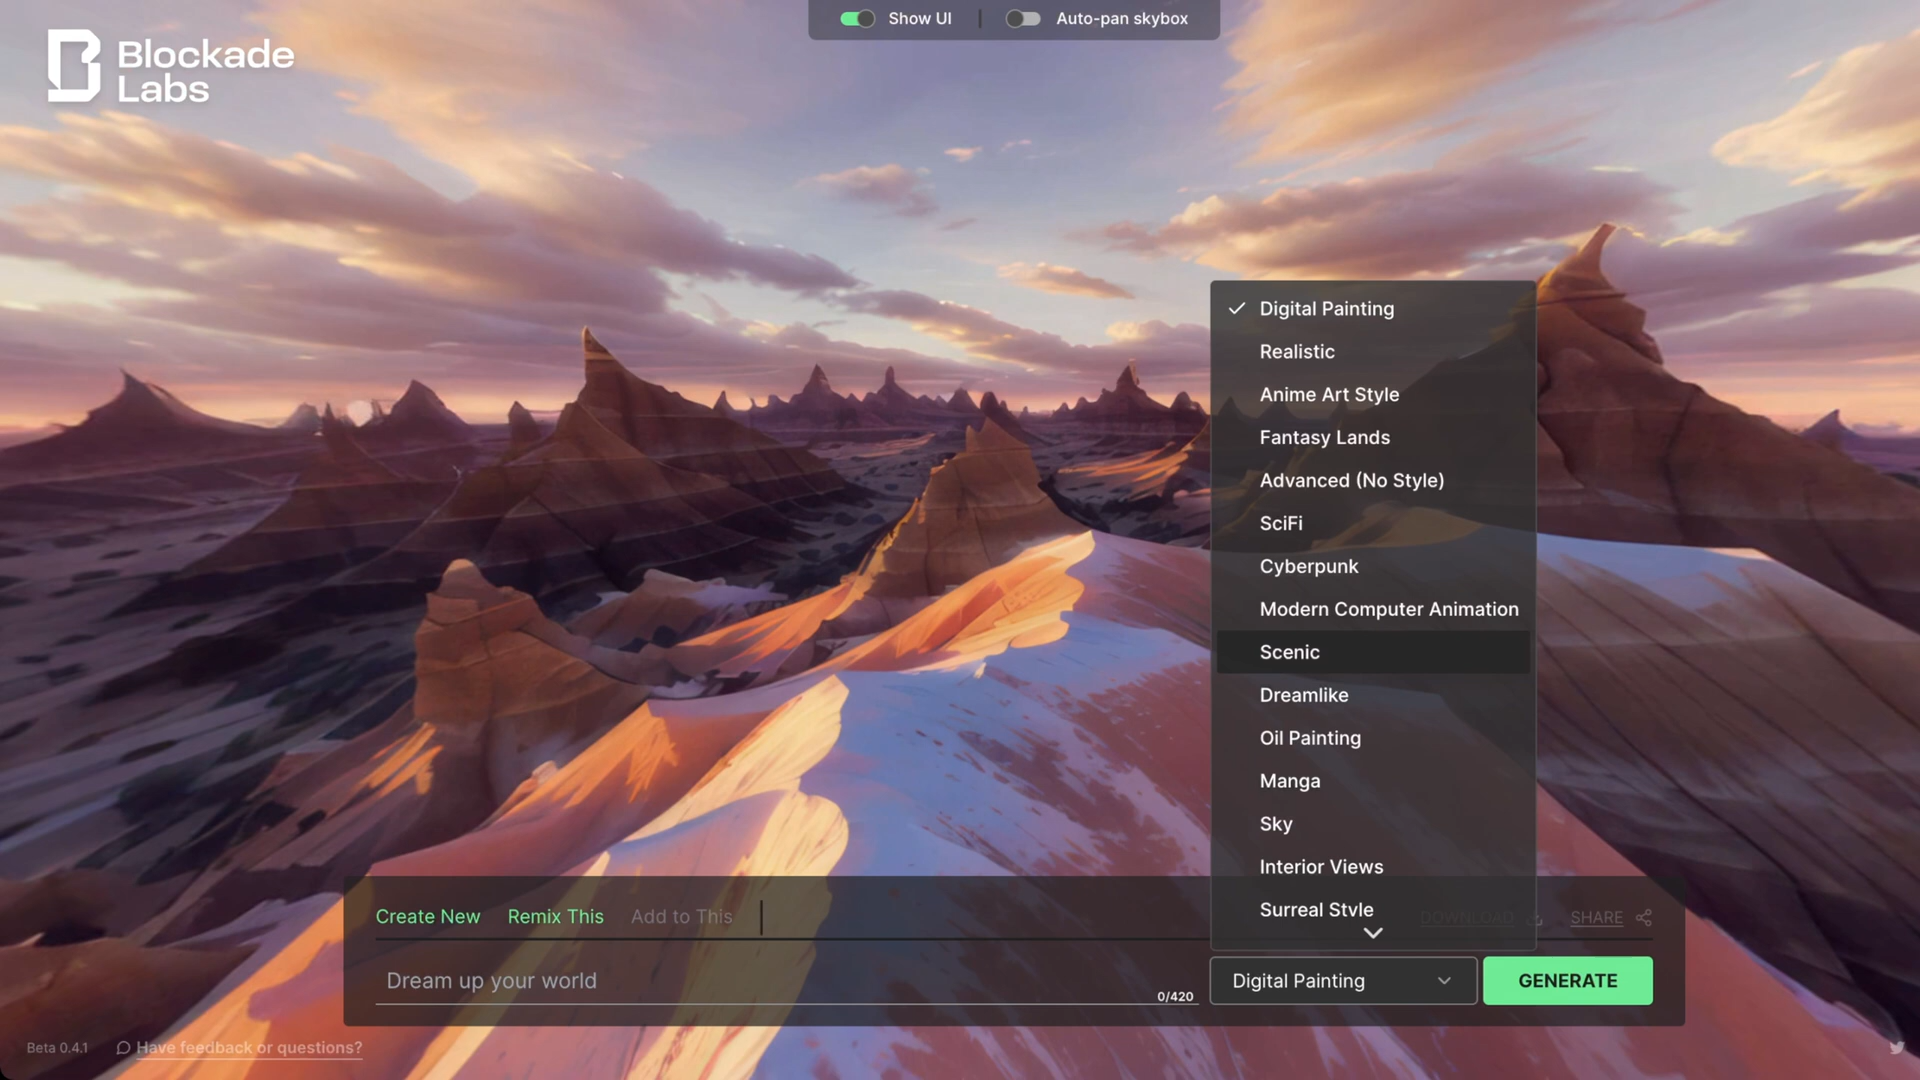 Show UI
Auto-pan skybox
Blockade
Labs
Digital Painting
Realistic
Anime Art Style
Fantasy Lands
Advanced (No Style)
SciFi
Cyberpunk
Modern Computer Animation
Scenic
Dreamlike
Oil Painting
Manga
Sky
Interior Views
Surreal Style
Create New
Remix This
Add to This
DOWNLOAD
SHARE
Dream up your world
0/420
Digital Painting
GENERATE
Beta 0.4.1
Have feedback or questions?